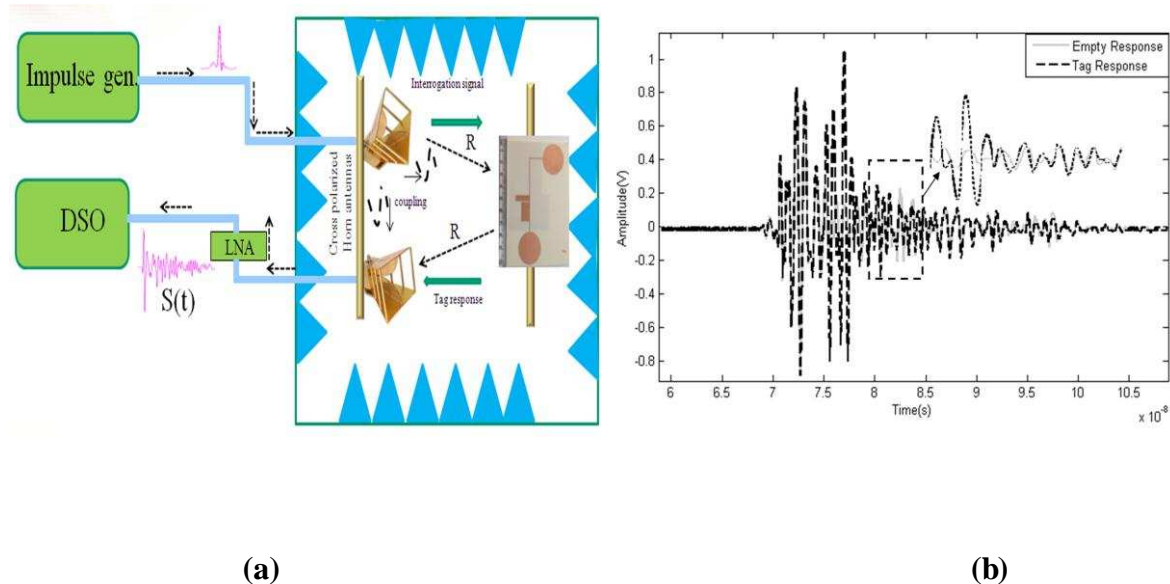 Impulse gen.
DSO
LNA
S(t)
Cross polarized
Horn antennas
Interrogation signal
R
coupling
R
Tag response
Empty Response
Tag Response
Amplitude(V)
1
0.8
0.6
0.4
0.2
0
-0.2
-0.4
-0.6
-0.8
6
6.5
7
7.5
8
8.5
9
9.5
10
10.5
Time(s)
x 10⁻⁸
(a)
(b)